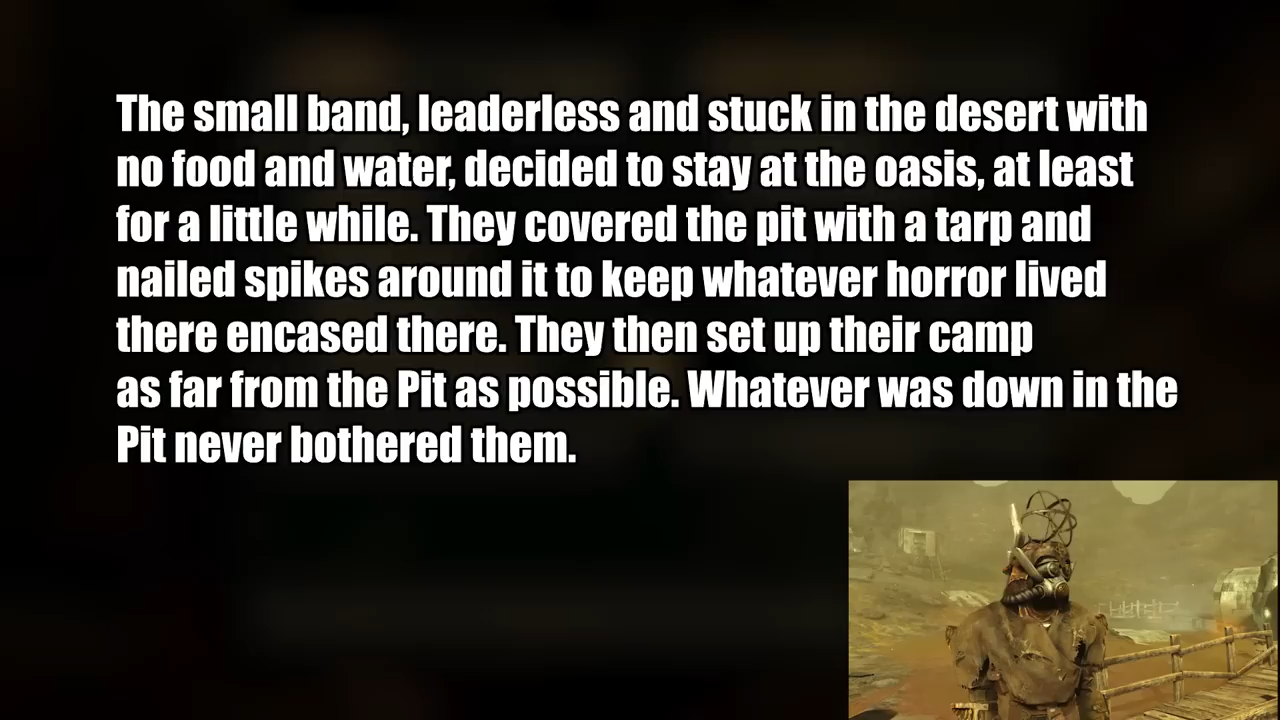 The small band, leaderless and stuck in the desert with
no food and water, decided to stay at the oasis, at least
for a little while. They covered the pit with a tarp and
nailed spikes around it to keep whatever horror lived
there encased there. They then set up their camp
as far from the Pit as possible. Whatever was down in the
Pit never bothered them.